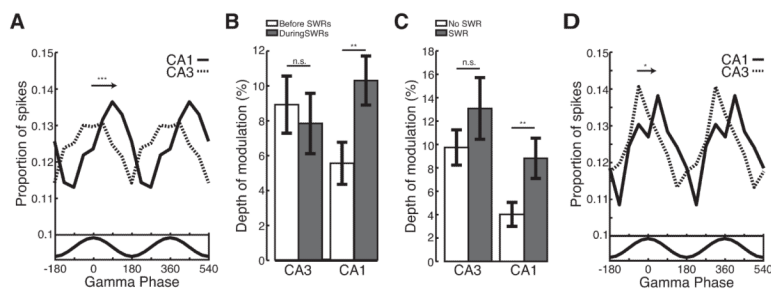 A
0.15
0.14
0.13
0.12
0.11
0.1
Proportion of spikes
***
CA1
CA3
-180 0 180 360 540
Gamma Phase
B
Before SWRs
DuringSWRs
12
10
8
6
4
2
0
Depth of modulation (%)
n.s.
**
CA3 CA1
C
No SWR
SWR
18
16
14
12
10
8
6
4
2
0
Depth of modulation (%)
n.s.
**
CA3 CA1
D
0.15
0.14
0.13
0.12
0.11
0.1
Proportion of spikes
*
CA1
CA3
-180 0 180 360 540
Gamma Phase